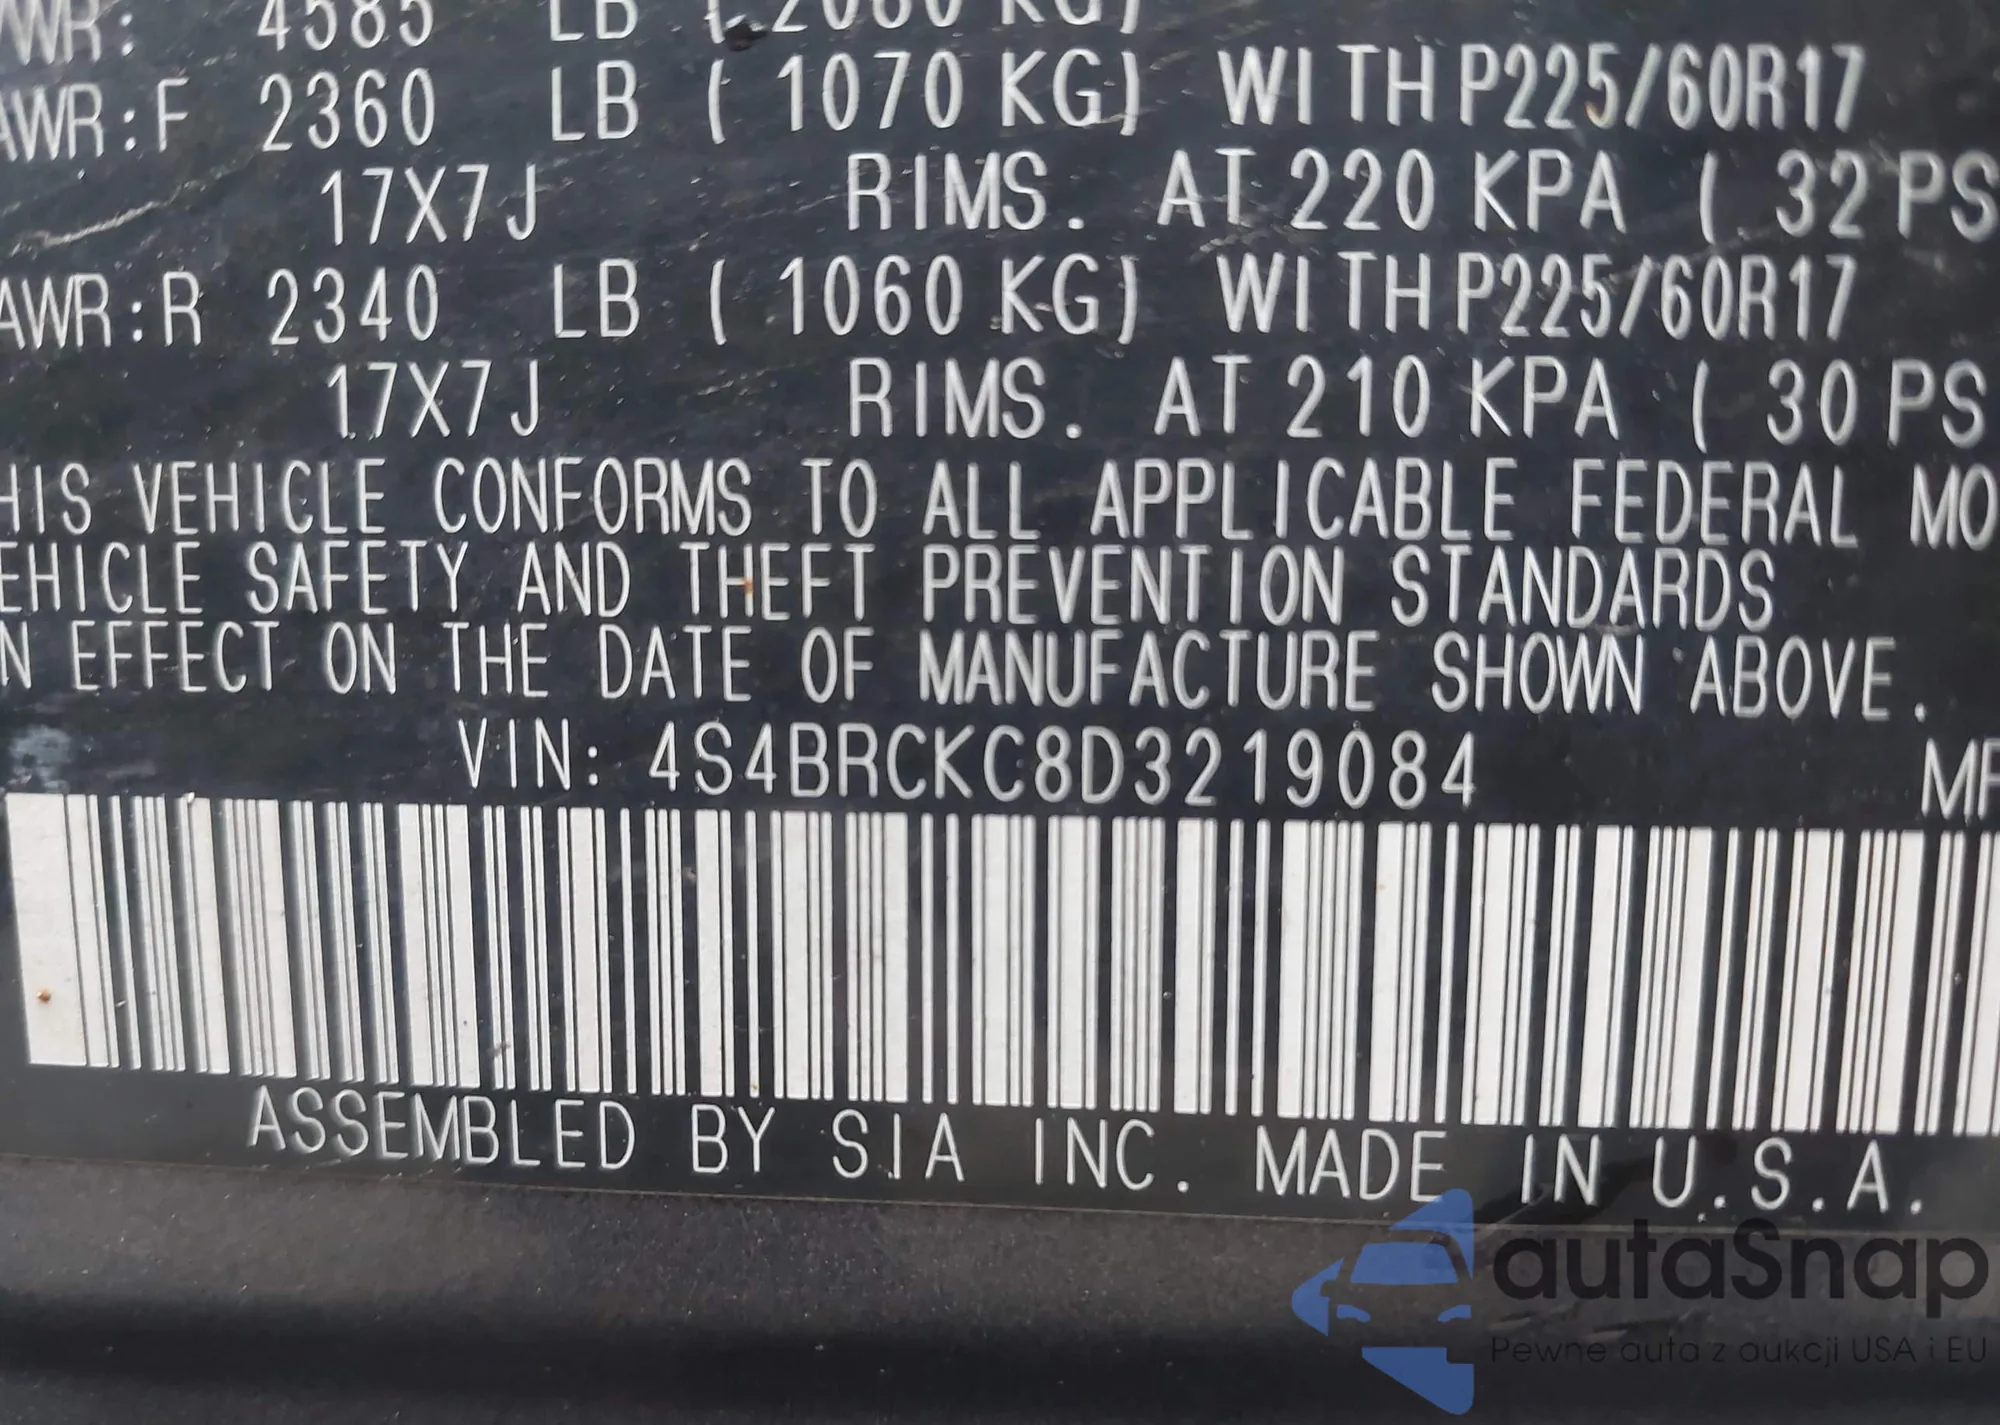 WR: 4585 LB ( 2080 KG)
AWR:F 2360 LB ( 1070 KG) WITH P225/60R17
17X7J RIMS. AT 220 KPA ( 32 PS
AWR:R 2340 LB ( 1060 KG) WITH P225/60R17
17X7J RIMS. AT 210 KPA ( 30 PS
HIS VEHICLE CONFORMS TO ALL APPLICABLE FEDERAL MO
EHICLE SAFETY AND THEFT PREVENTION STANDARDS
N EFFECT ON THE DATE OF MANUFACTURE SHOWN ABOVE.
VIN: 4S4BRCKC8D3219084 MP
ASSEMBLED BY SIA INC. MADE IN U.S.A.
autaSnap
Pewne auta z aukcji USA i EU